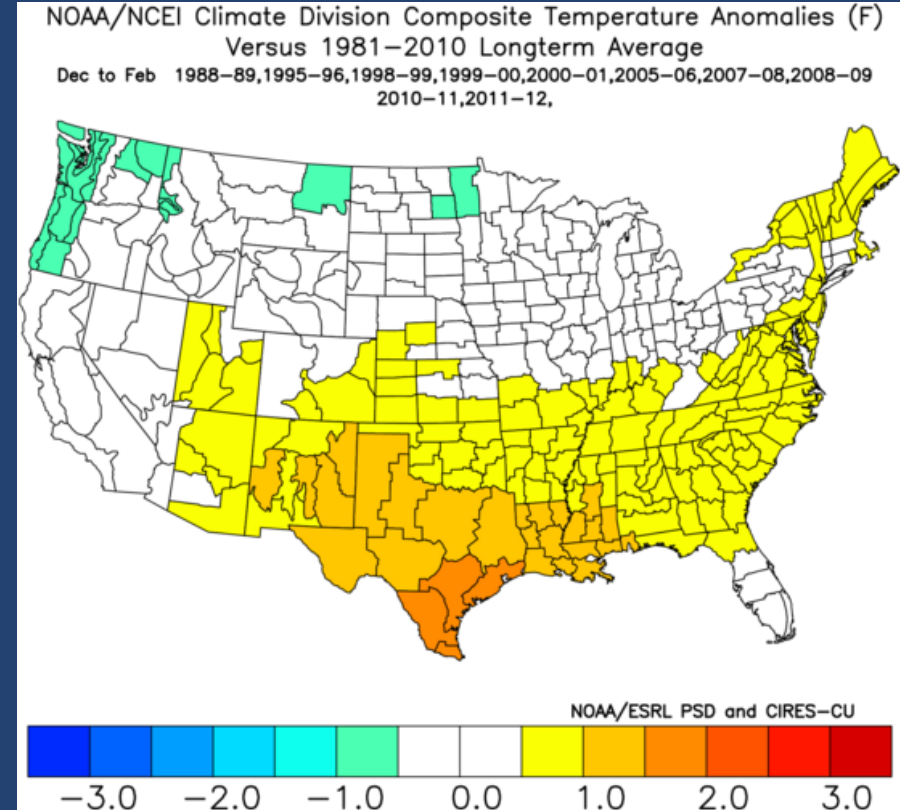 NOAA/NCEI Climate Division Composite Temperature Anomalies (F)
Versus 1981–2010 Longterm Average
Dec to Feb 1988–89,1995–96,1998–99,1999–00,2000–01,2005–06,2007–08,2008–09
2010–11,2011–12,
NOAA/ESRL PSD and CIRES–CU
−3.0 −2.0 −1.0 0.0 1.0 2.0 3.0